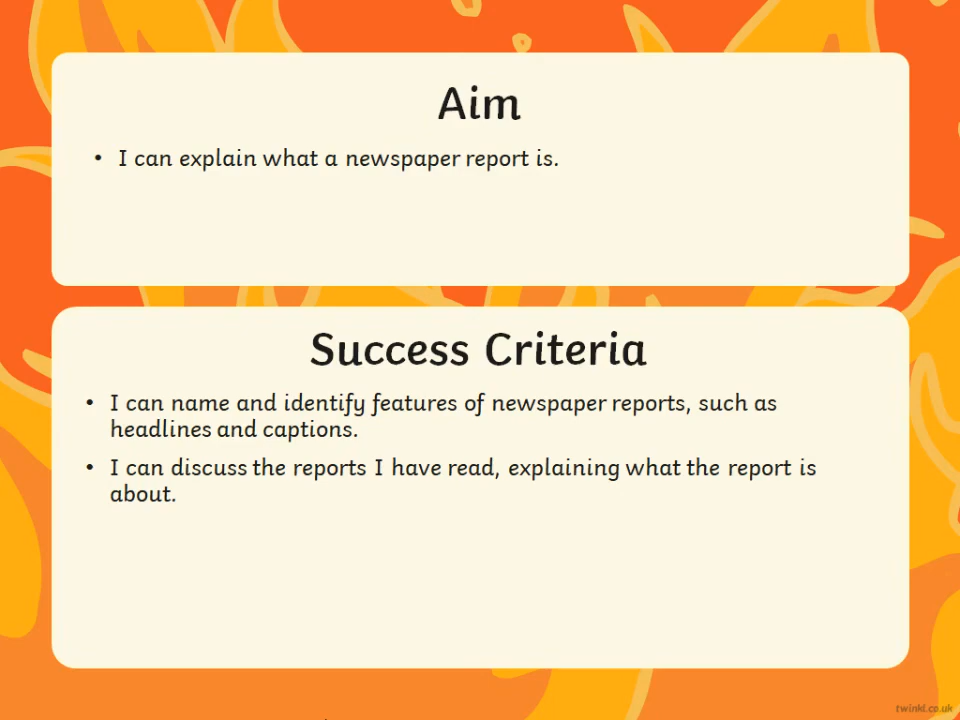 Aim
• I can explain what a newspaper report is.
Success Criteria
• I can name and identify features of newspaper reports, such as
headlines and captions.
• I can discuss the reports I have read, explaining what the report is
about.
twinkl.co.uk